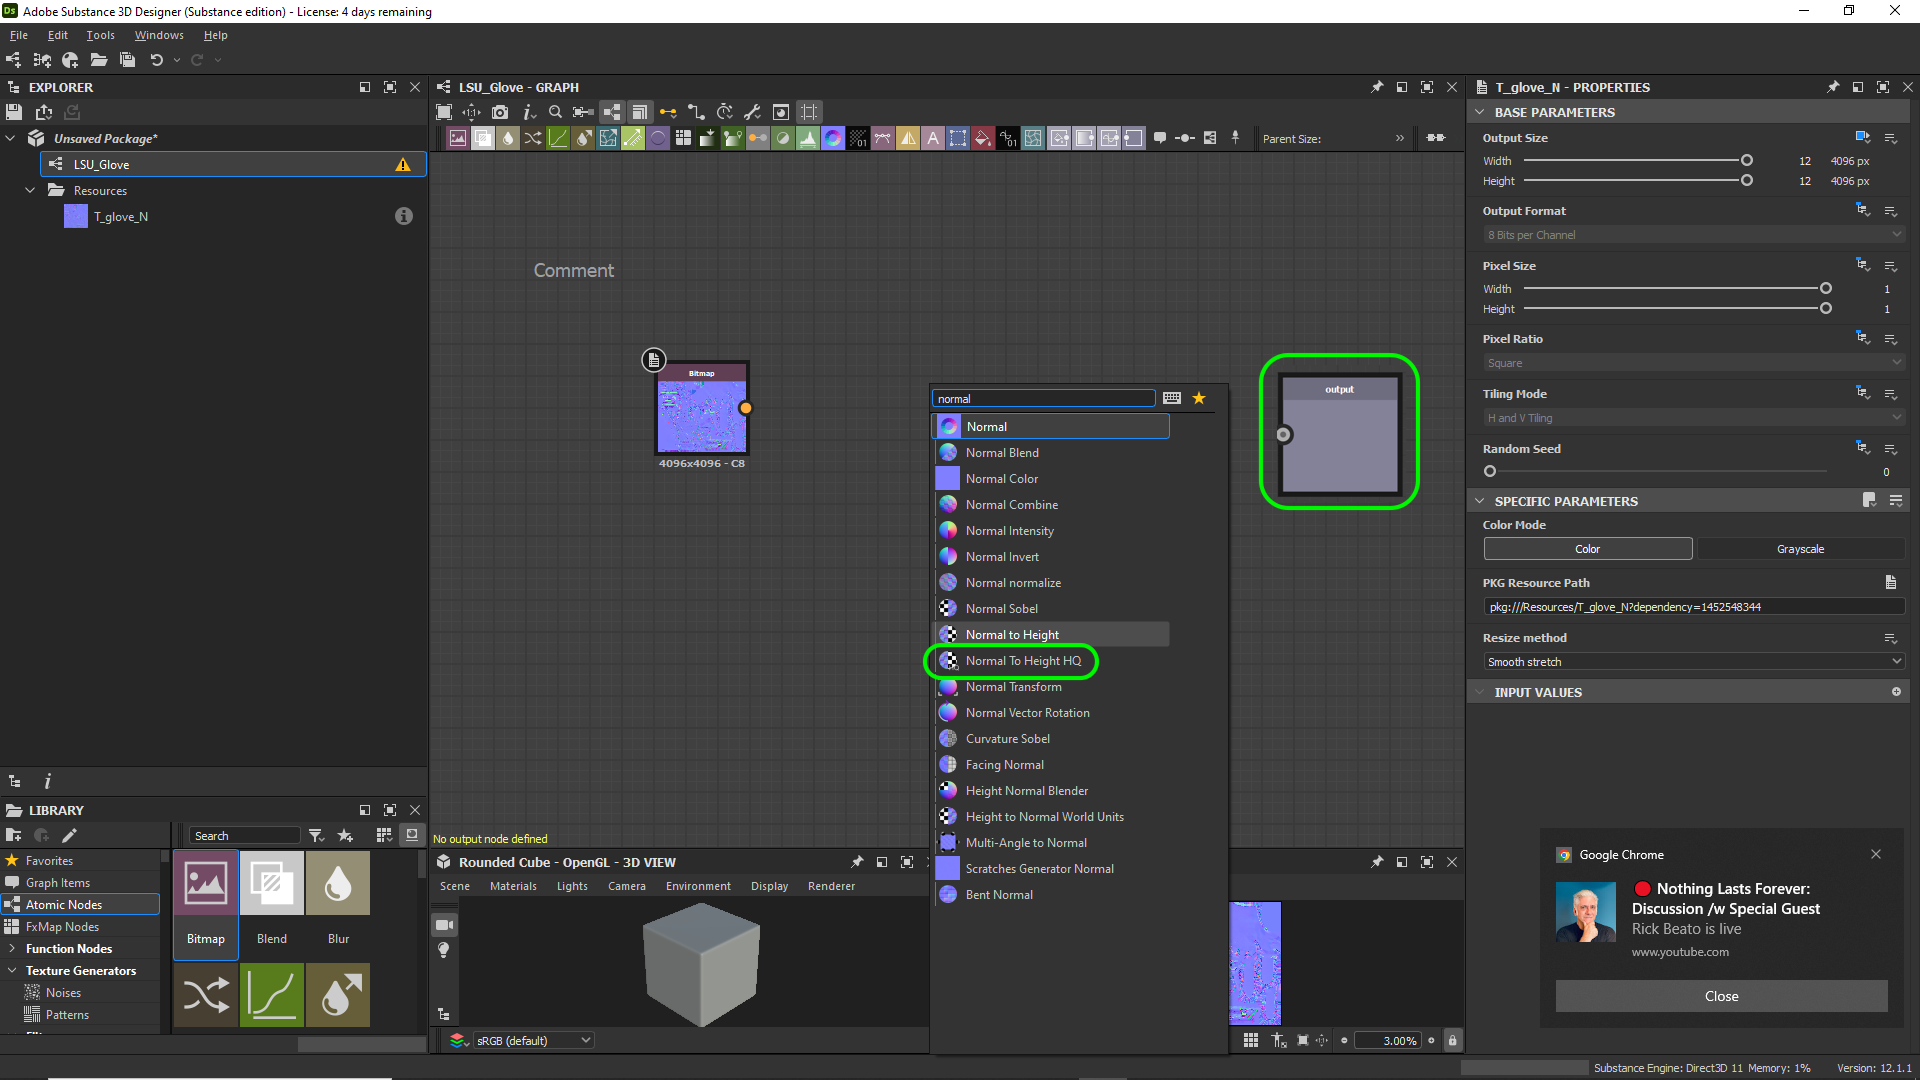 Adobe Substance 3D Designer (Substance edition) - License: 4 days remaining
File Edit Tools Windows Help
EXPLORER
Unsaved Package*
LSU_Glove
Resources
T_glove_N
LSU_Glove - GRAPH
Parent Size:
Comment
Bitmap
4096x4096 - C8
normal
Normal
Normal Blend
Normal Color
Normal Combine
Normal Intensity
Normal Invert
Normal normalize
Normal Sobel
Normal to Height
Normal To Height HQ
Normal Transform
Normal Vector Rotation
Curvature Sobel
Facing Normal
Height Normal Blender
Height to Normal World Units
Multi-Angle to Normal
Scratches Generator Normal
Bent Normal
output
No output node defined
T_glove_N - PROPERTIES
BASE PARAMETERS
Output Size
Width 12 4096 px
Height 12 4096 px
Output Format
8 Bits per Channel
Pixel Size
Width 1
Height 1
Pixel Ratio
Square
Tiling Mode
H and V Tiling
Random Seed
0
SPECIFIC PARAMETERS
Color Mode
Color Grayscale
PKG Resource Path
pkg:///Resources/T_glove_N?dependency=1452548344
Resize method
Smooth stretch
INPUT VALUES
LIBRARY
Search
Favorites
Graph Items
Atomic Nodes
FxMap Nodes
Function Nodes
Texture Generators
Noises
Patterns
Bitmap Blend Blur
Rounded Cube - OpenGL - 3D VIEW
Scene Materials Lights Camera Environment Display Renderer
sRGB (default)
3.00%
Google Chrome
Nothing Lasts Forever:
Discussion /w Special Guest
Rick Beato is live
www.youtube.com
Close
Substance Engine: Direct3D 11 Memory: 1% Version: 12.1.1